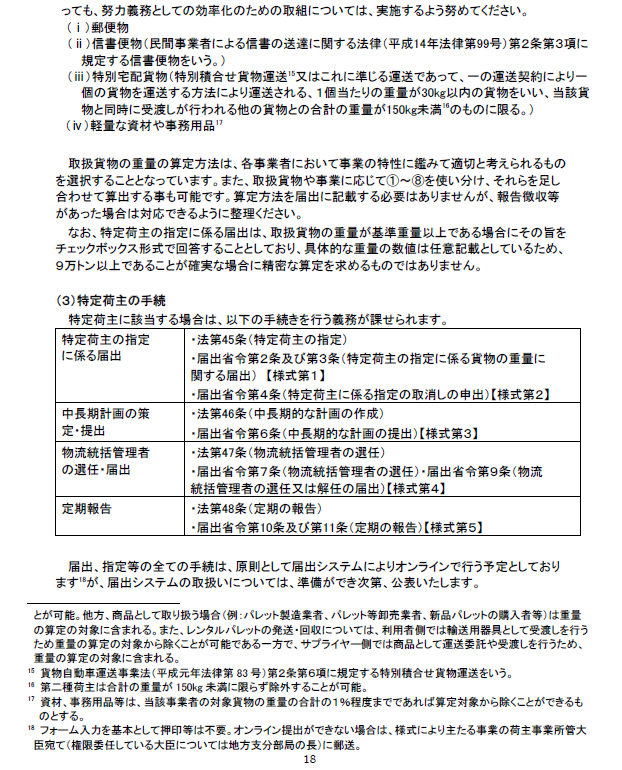 っても、努力義務としての効率化のための取組については、実施するよう努めてください。
(ⅰ)郵便物
(ⅱ)信書便物(民間事業者による信書の送達に関する法律(平成14年法律第99号)第2条第3項に
規定する信書便物をいう。)
(ⅲ)特別宅配貨物(特別積合せ貨物運送15又はこれに準じる運送であって、一の運送契約により一
個の貨物を運送する方法により運送される、1個当たりの重量が30kg以内の貨物をいい、当該貨
物と同時に受渡しが行われる他の貨物との合計の重量が150kg未満16のものに限る。)
(ⅳ)軽量な資材や事務用品17
取扱貨物の重量の算定方法は、各事業者において事業の特性に鑑みて適切と考えられるもの
を選択することとなっています。また、取扱貨物や事業に応じて①~⑧を使い分け、それらを足し
合わせて算出する事も可能です。算定方法を届出に記載する必要はありませんが、報告徴収等
があった場合は対応できるように整理ください。
なお、特定荷主の指定に係る届出は、取扱貨物の重量が基準重量以上である場合にその旨を
チェックボックス形式で回答することとしており、具体的な重量の数値は任意記載としているため、
9万トン以上であることが確実な場合に精密な算定を求めるものではありません。
(3)特定荷主の手続
特定荷主に該当する場合は、以下の手続きを行う義務が課せられます。
特定荷主の指定
に係る届出
・法第45条(特定荷主の指定)
・届出省令第2条及び第3条(特定荷主の指定に係る貨物の重量に
関する届出) 【様式第1】
・届出省令第4条(特定荷主に係る指定の取消しの申出)【様式第2】
中長期計画の策
定・提出
・法第46条(中長期的な計画の作成)
・届出省令第6条(中長期的な計画の提出)【様式第3】
物流統括管理者
の選任・届出
・法第47条(物流統括管理者の選任)
・届出省令第7条(物流統括管理者の選任)・届出省令第9条(物流
統括管理者の選任又は解任の届出)【様式第4】
定期報告
・法第48条(定期の報告)
・届出省令第10条及び第11条(定期の報告)【様式第5】
届出、指定等の全ての手続は、原則として届出システムによりオンラインで行う予定としており
ます18が、届出システムの取扱いについては、準備ができ次第、公表いたします。
とが可能。他方、商品として取り扱う場合(例:パレット製造業者、パレット等卸売業者、新品パレットの購入者等)は重量
の算定の対象に含まれる。また、レンタルパレットの発送・回収については、利用者側では輸送用器具として受渡しを行う
ため重量の算定の対象から除くことが可能である一方で、サプライヤー側では商品として運送委託や受渡しを行うため、
重量の算定の対象に含まれる。
15 貨物自動車運送事業法(平成元年法律第 83 号)第2条第6項に規定する特別積合せ貨物運送をいう。
16 第二種荷主は合計の重量が 150kg 未満に限らず除外することが可能。
17 資材、事務用品等は、当該事業者の対象貨物の重量の合計の1%程度までであれば算定対象から除くことができるも
のとする。
18 フォーム入力を基本として押印等は不要。オンライン提出ができない場合は、様式により主たる事業の荷主事業所管大
臣宛て(権限委任している大臣については地方支分部局の長)に郵送。
18